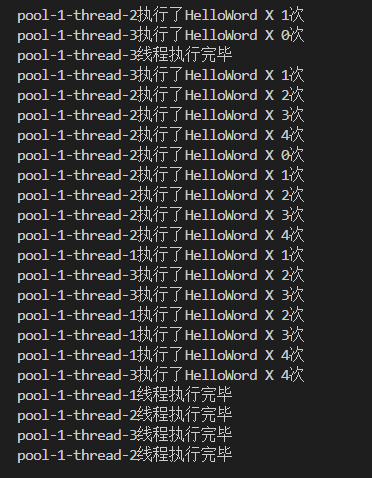 pool-1-thread-2执行了HelloWord X 1次
pool-1-thread-3执行了HelloWord X 0次
pool-1-thread-3线程执行完毕
pool-1-thread-3执行了HelloWord X 1次
pool-1-thread-2执行了HelloWord X 2次
pool-1-thread-2执行了HelloWord X 3次
pool-1-thread-2执行了HelloWord X 4次
pool-1-thread-2执行了HelloWord X 0次
pool-1-thread-2执行了HelloWord X 1次
pool-1-thread-2执行了HelloWord X 2次
pool-1-thread-2执行了HelloWord X 3次
pool-1-thread-2执行了HelloWord X 4次
pool-1-thread-1执行了HelloWord X 1次
pool-1-thread-3执行了HelloWord X 2次
pool-1-thread-3执行了HelloWord X 3次
pool-1-thread-1执行了HelloWord X 2次
pool-1-thread-1执行了HelloWord X 3次
pool-1-thread-1执行了HelloWord X 4次
pool-1-thread-3执行了HelloWord X 4次
pool-1-thread-1线程执行完毕
pool-1-thread-2线程执行完毕
pool-1-thread-3线程执行完毕
pool-1-thread-2线程执行完毕